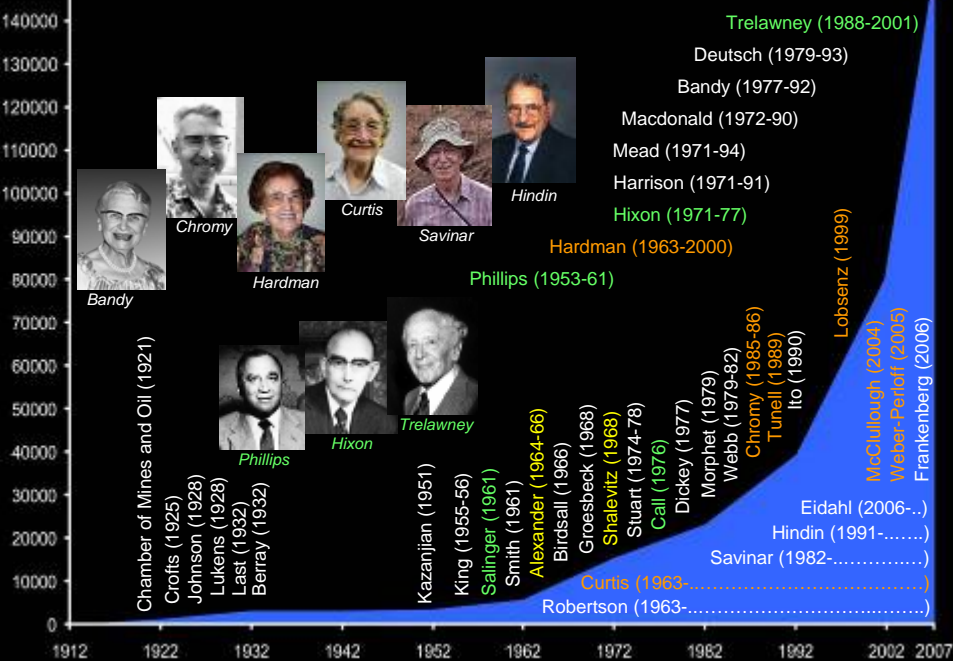 140000
130000
120000
110000
100000
90000
80000
70000
60000
50000
40000
30000
20000
10000
0
Trelawney (1988-2001)
Deutsch (1979-93)
Bandy (1977-92)
Macdonald (1972-90)
Mead (1971-94)
Harrison (1971-91)
Hixon (1971-77)
Hardman (1963-2000)
Phillips (1953-61)
Bandy
Chromy
Hardman
Curtis
Savinar
Hindin
Phillips
Hixon
Trelawney
Chamber of Mines and Oil (1921)
Crofts (1925)
Johnson (1928)
Lukens (1928)
Last (1932)
Berray (1932)
Kazanjian (1951)
King (1955-56)
Salinger (1961)
Smith (1961)
Alexander (1964-66)
Birdsall (1966)
Groesbeck (1968)
Shalevitz (1968)
Stuart (1974-78)
Call (1976)
Dickey (1977)
Morphet (1979)
Webb (1979-82)
Chromy (1985-86)
Tunell (1989)
Ito (1990)
Lobsenz (1999)
McClullough (2004)
Weber-Perloff (2005)
Frankenberg (2006)
Eidahl (2006-..)
Hindin (1991-.......)
Savinar (1982-..............)
Curtis (1963-..........................................)
Robertson (1963-..........................................)
1912 1922 1932 1942 1952 1962 1972 1982 1992 2002 2007